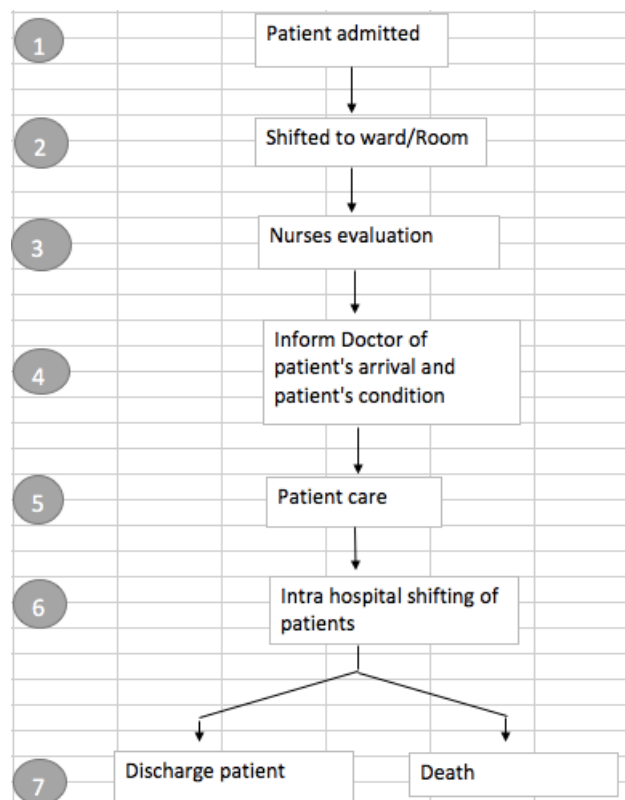 1
Patient admitted
2
Shifted to ward/Room
3
Nurses evaluation
4
Inform Doctor of
patient's arrival and
patient's condition
5
Patient care
6
Intra hospital shifting of
patients
7
Discharge patient
Death